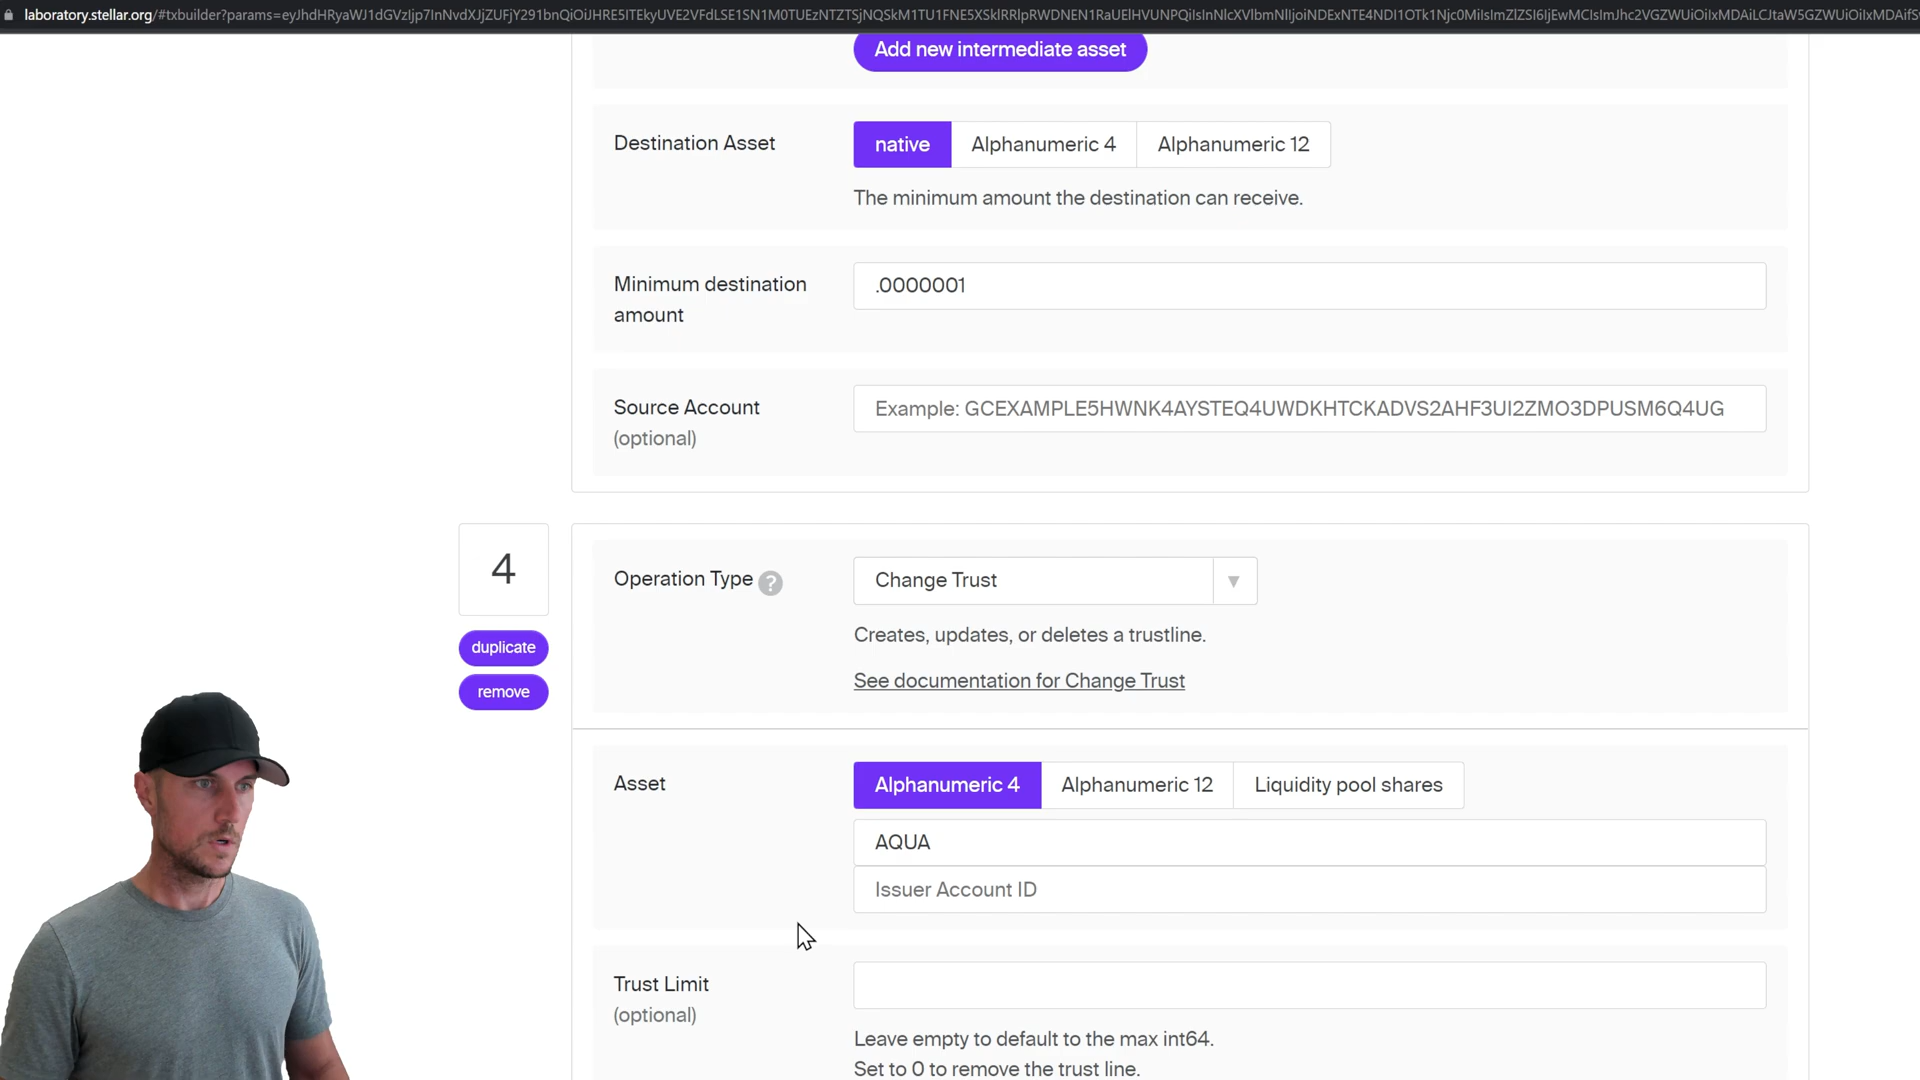 laboratory.stellar.org/#txbuilder?params=
Add new intermediate asset
Destination Asset
native
Alphanumeric 4
Alphanumeric 12
The minimum amount the destination can receive.
Minimum destination
amount
.0000001
Source Account
(optional)
Example: GCEXAMPLE5HWNK4AYSTEQ4UWDKHTCKADVS2AHF3UI2ZMO3DPUSM6Q4UG
4
duplicate
remove
Operation Type ?
Change Trust
Creates, updates, or deletes a trustline.
See documentation for Change Trust
Asset
Alphanumeric 4
Alphanumeric 12
Liquidity pool shares
AQUA
Issuer Account ID
Trust Limit
(optional)
Leave empty to default to the max int64.
Set to 0 to remove the trust line.